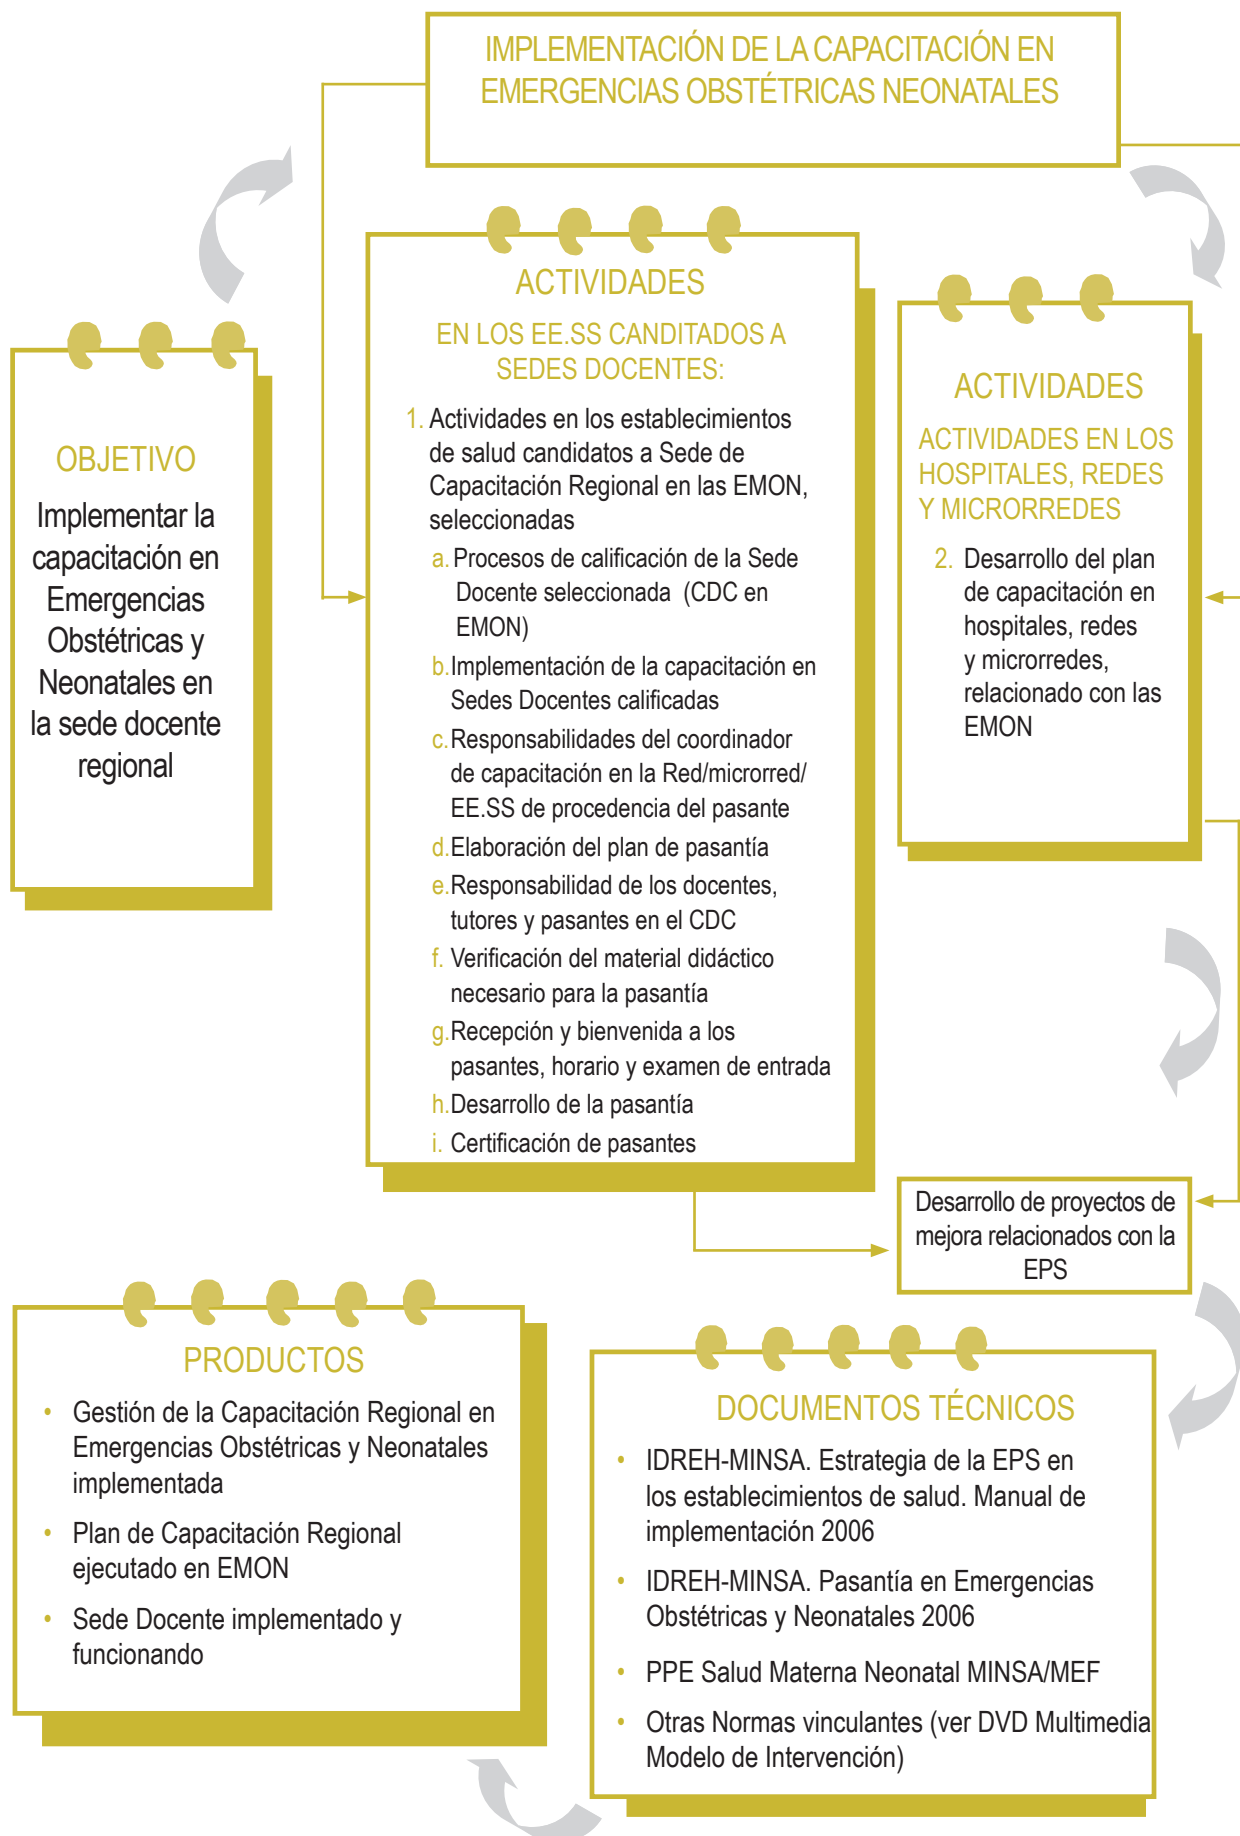 IMPLEMENTACIÓN DE LA CAPACITACIÓN EN
EMERGENCIAS OBSTÉTRICAS NEONATALES
OBJETIVO
Implementar la
capacitación en
Emergencias
Obstétricas y
Neonatales en
la sede docente
regional
ACTIVIDADES
EN LOS EE.SS CANDITADOS A
SEDES DOCENTES:
1. Actividades en los establecimientos
de salud candidatos a Sede de
Capacitación Regional en las EMON,
seleccionadas
a. Procesos de calificación de la Sede
Docente seleccionada (CDC en
EMON)
b. Implementación de la capacitación en
Sedes Docentes calificadas
c. Responsabilidades del coordinador
de capacitación en la Red/microrred/
EE.SS de procedencia del pasante
d. Elaboración del plan de pasantía
e. Responsabilidad de los docentes,
tutores y pasantes en el CDC
f. Verificación del material didáctico
necesario para la pasantía
g. Recepción y bienvenida a los
pasantes, horario y examen de entrada
h. Desarrollo de la pasantía
i. Certificación de pasantes
ACTIVIDADES
ACTIVIDADES EN LOS
HOSPITALES, REDES
Y MICRORREDES
2. Desarrollo del plan
de capacitación en
hospitales, redes
y microrredes,
relacionado con las
EMON
Desarrollo de proyectos de
mejora relacionados con la
EPS
PRODUCTOS
• Gestión de la Capacitación Regional en
Emergencias Obstétricas y Neonatales
implementada
• Plan de Capacitación Regional
ejecutado en EMON
• Sede Docente implementado y
funcionando
DOCUMENTOS TÉCNICOS
• IDREH-MINSA. Estrategia de la EPS en
los establecimientos de salud. Manual de
implementación 2006
• IDREH-MINSA. Pasantía en Emergencias
Obstétricas y Neonatales 2006
• PPE Salud Materna Neonatal MINSA/MEF
• Otras Normas vinculantes (ver DVD Multimedia
Modelo de Intervención)